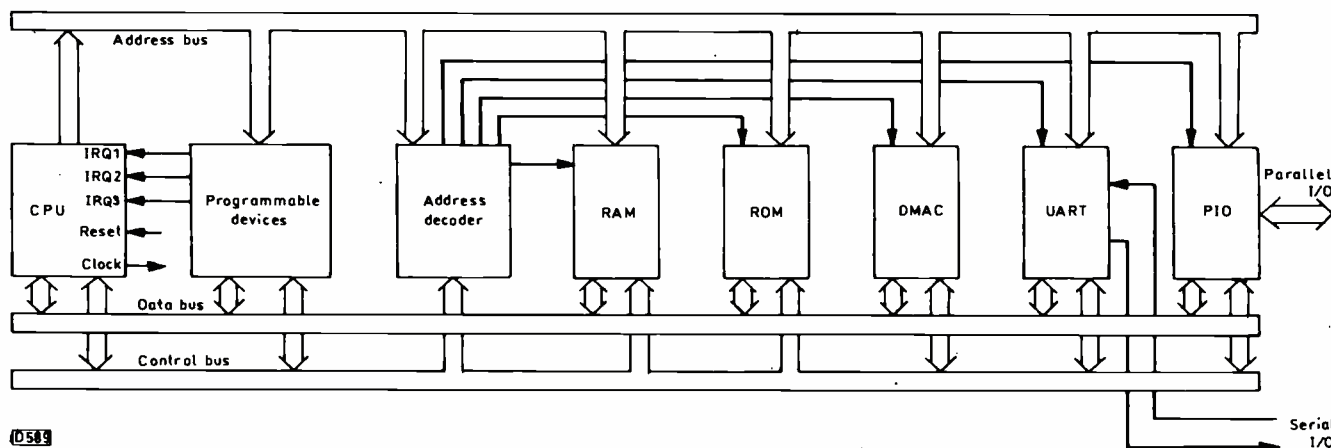 Address bus
IRQ1
IRQ2
IRQ3
CPU
Reset
Clock
Programmable
devices
Address
decoder
RAM
ROM
DMAC
UART
PIO
Parallel
I/O
Data bus
Control bus
Serial
I/O
D589